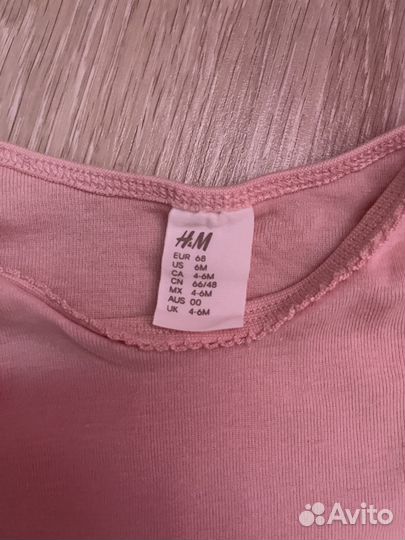 H&M
EUR 68
US 6M
CA 4-6M
CN 66/48
MX 4-6M
AUS 00
UK 4-6M
Avito